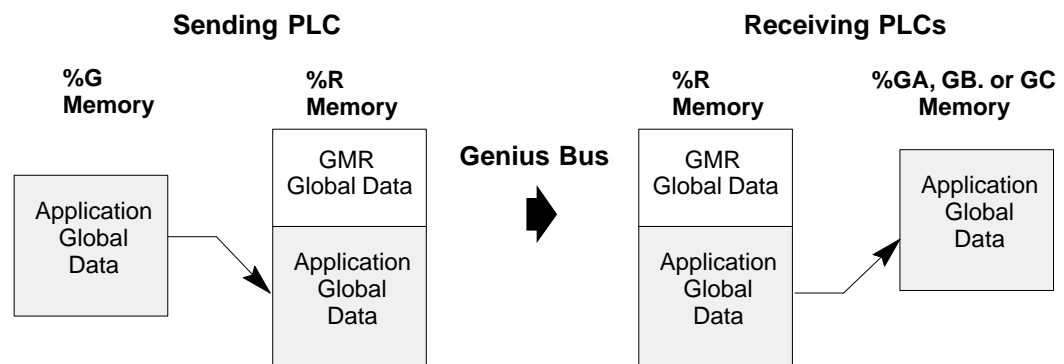 Sending PLC
Receiving PLCs
%G
Memory
%R
Memory
%R
Memory
%GA, GB. or GC
Memory
GMR
Global Data
Genius Bus
GMR
Global Data
Application
Global
Data
Application
Global
Data
Application
Global
Data
Application
Global
Data